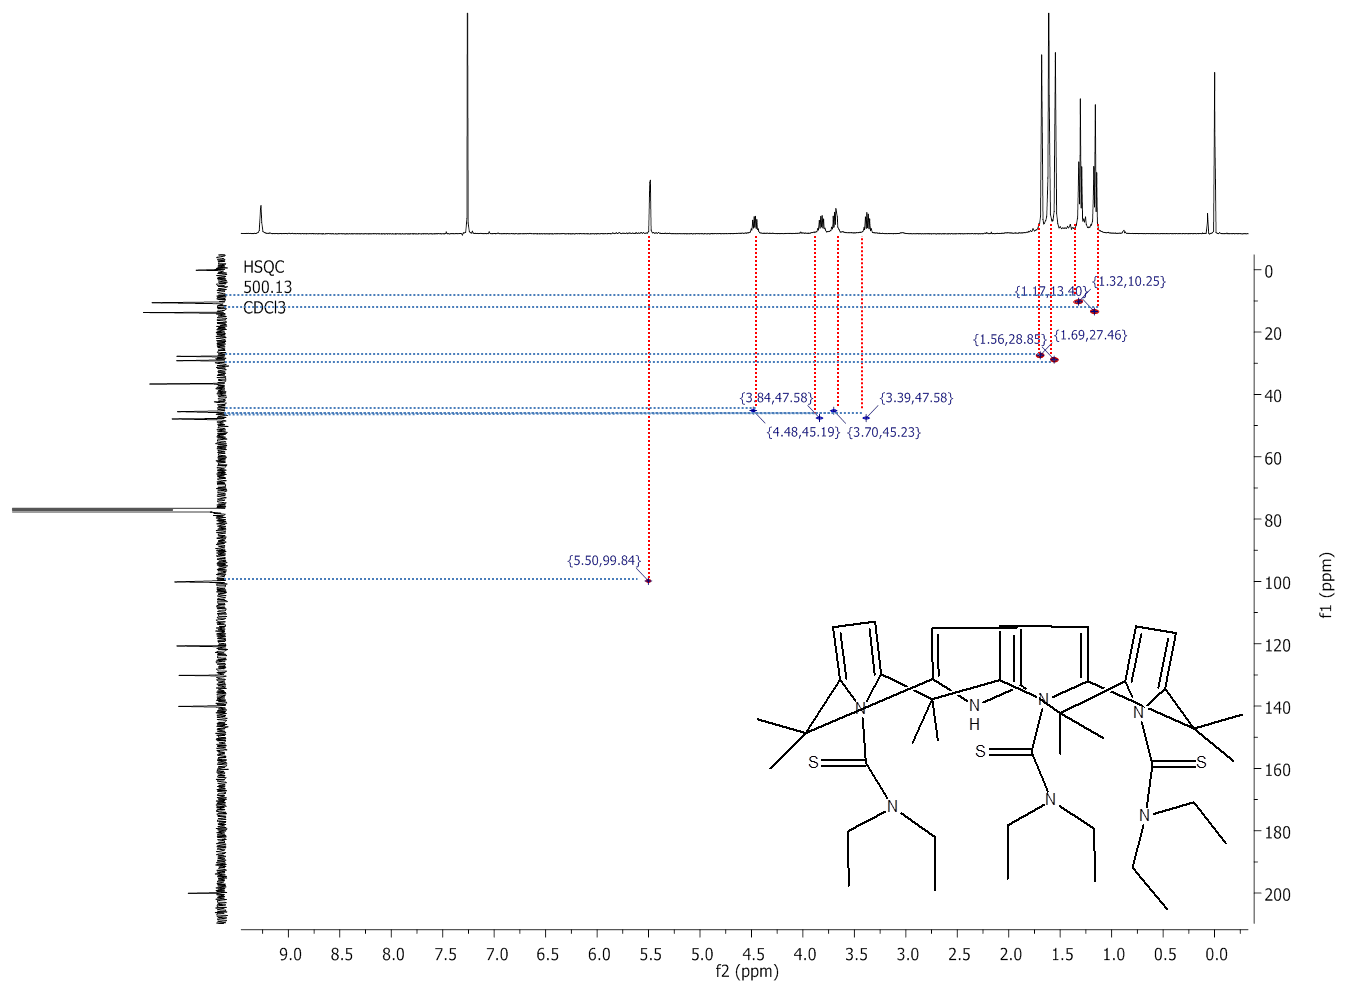 HSQC
500.13
CDCl3
{1.17,13.40}
{1.32,10.25}
{1.56,28.85}
{1.69,27.46}
{3.84,47.58}
{3.39,47.58}
{4.48,45.19}
{3.70,45.23}
{5.50,99.84}
N
N
H
N
N
S
S
S
N
N
N
0
20
40
60
80
100
120
140
160
180
200
f1 (ppm)
9.0 8.5 8.0 7.5 7.0 6.5 6.0 5.5 5.0 4.5 4.0 3.5 3.0 2.5 2.0 1.5 1.0 0.5 0.0
f2 (ppm)